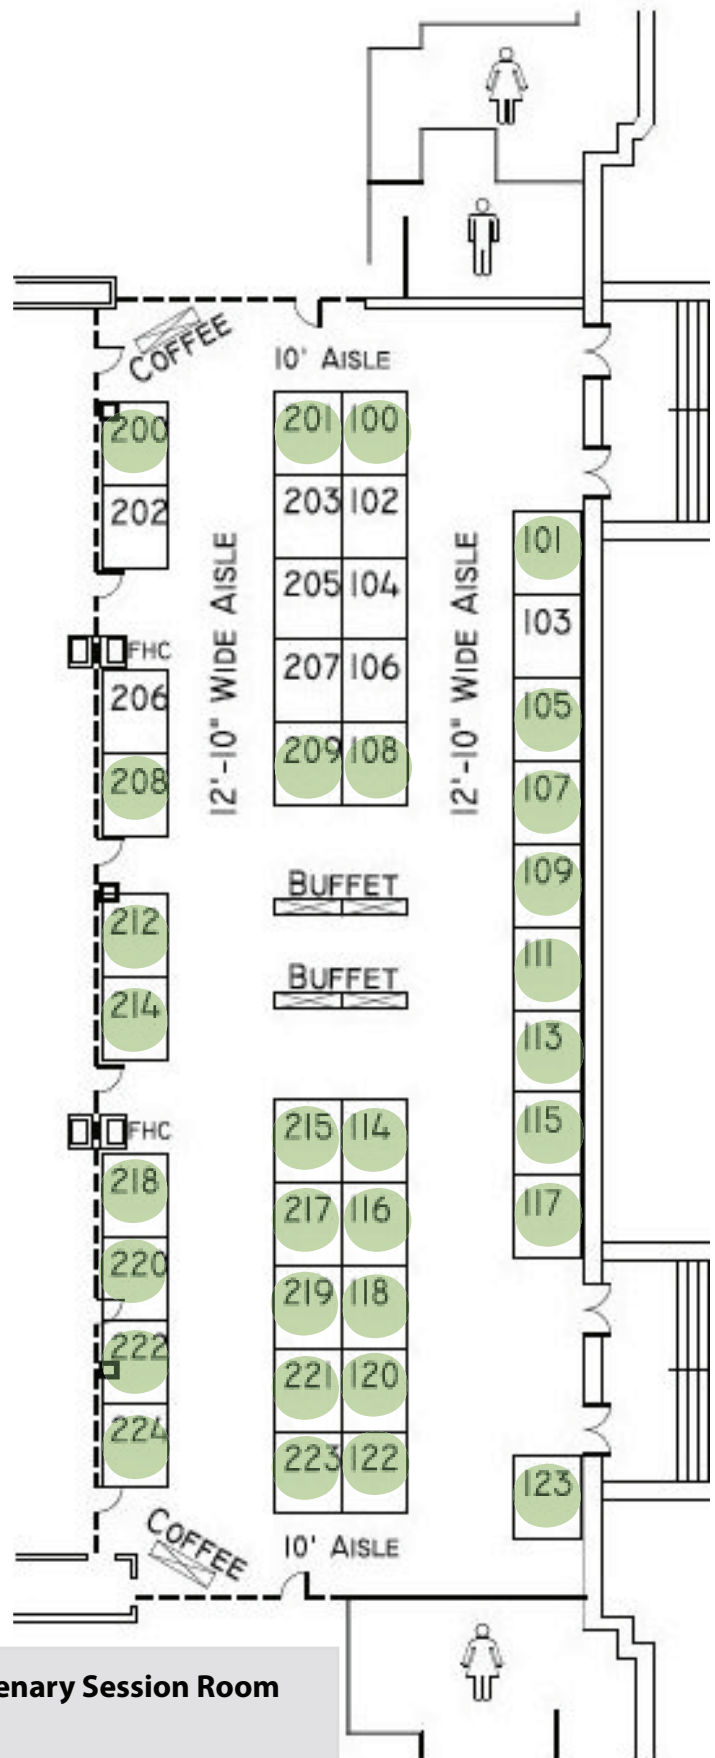 COFFEE
10' AISLE
200
201 100
202
203 102
101
205 104
103
12'-10" WIDE AISLE
12'-10" WIDE AISLE
FHC
206
207 106
105
208
209 108
107
BUFFET
109
212
111
BUFFET
214
113
FHC
215 114
115
218
217 116
117
220
219 118
222
221 120
224
223 122
123
COFFEE
10' AISLE
enary Session Room